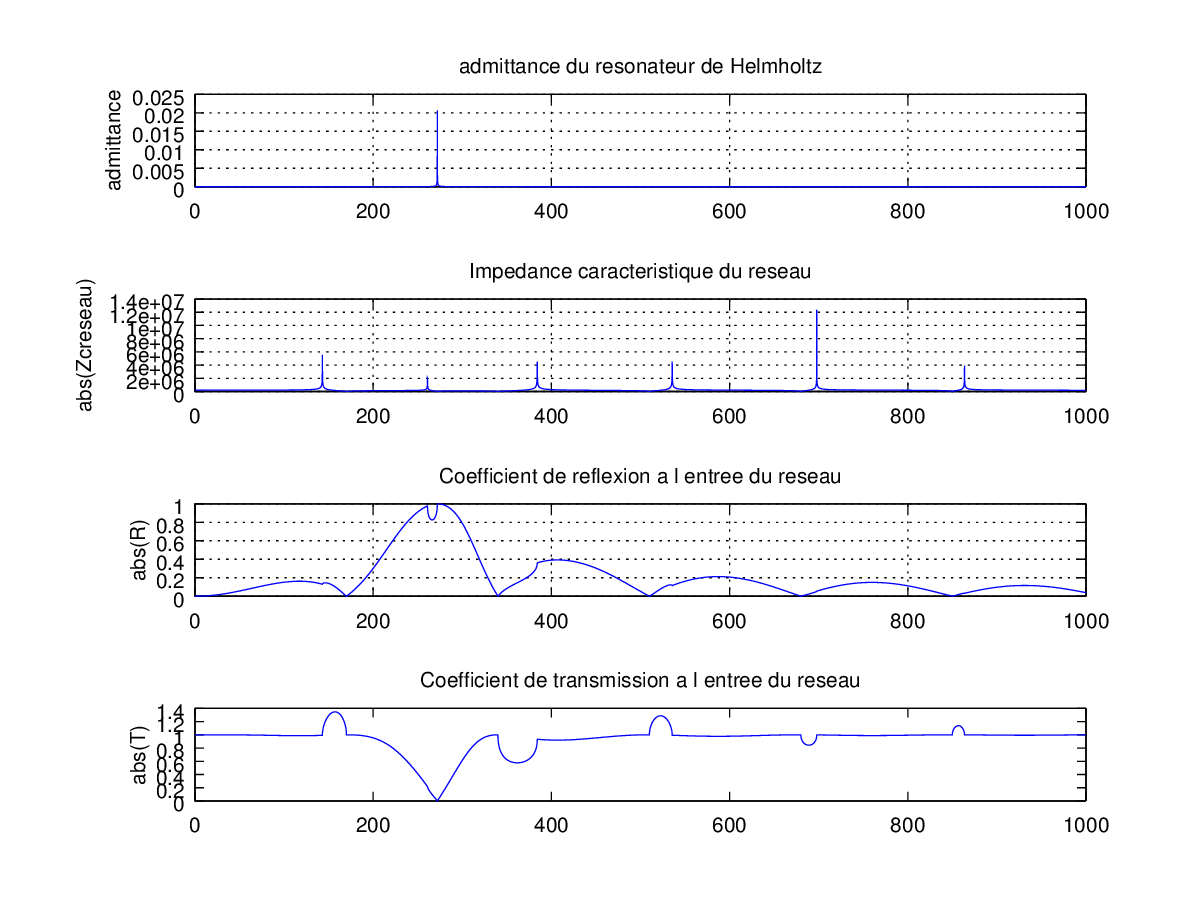 admittance du resonateur de Helmholtz
admittance
0.025
0.02
0.015
0.01
0.005
0
0 200 400 600 800 1000
Impedance caracteristique du reseau
abs(Zcreseau)
1.4e+07
1.2e+07
1e+07
8e+06
6e+06
4e+06
2e+06
0
0 200 400 600 800 1000
Coefficient de reflexion a l entree du reseau
abs(R)
1
0.8
0.6
0.4
0.2
0
0 200 400 600 800 1000
Coefficient de transmission a l entree du reseau
abs(T)
1.4
1.2
1
0.8
0.6
0.4
0.2
0
0 200 400 600 800 1000